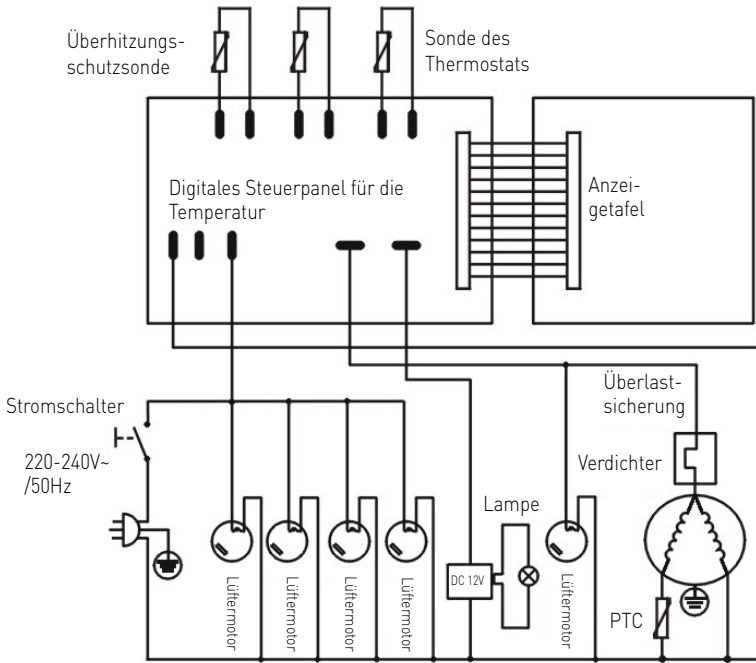 Überhitzungs-
schutzsonde
Sonde des
Thermostats
Digitales Steuerpanel für die
Temperatur
Anzei-
getafel
Stromschalter
220-240V~
/50Hz
Überlast-
sicherung
Verdichter
Lampe
DC 12V
PTC
Lüftermotor
Lüftermotor
Lüftermotor
Lüftermotor
Lüftermotor